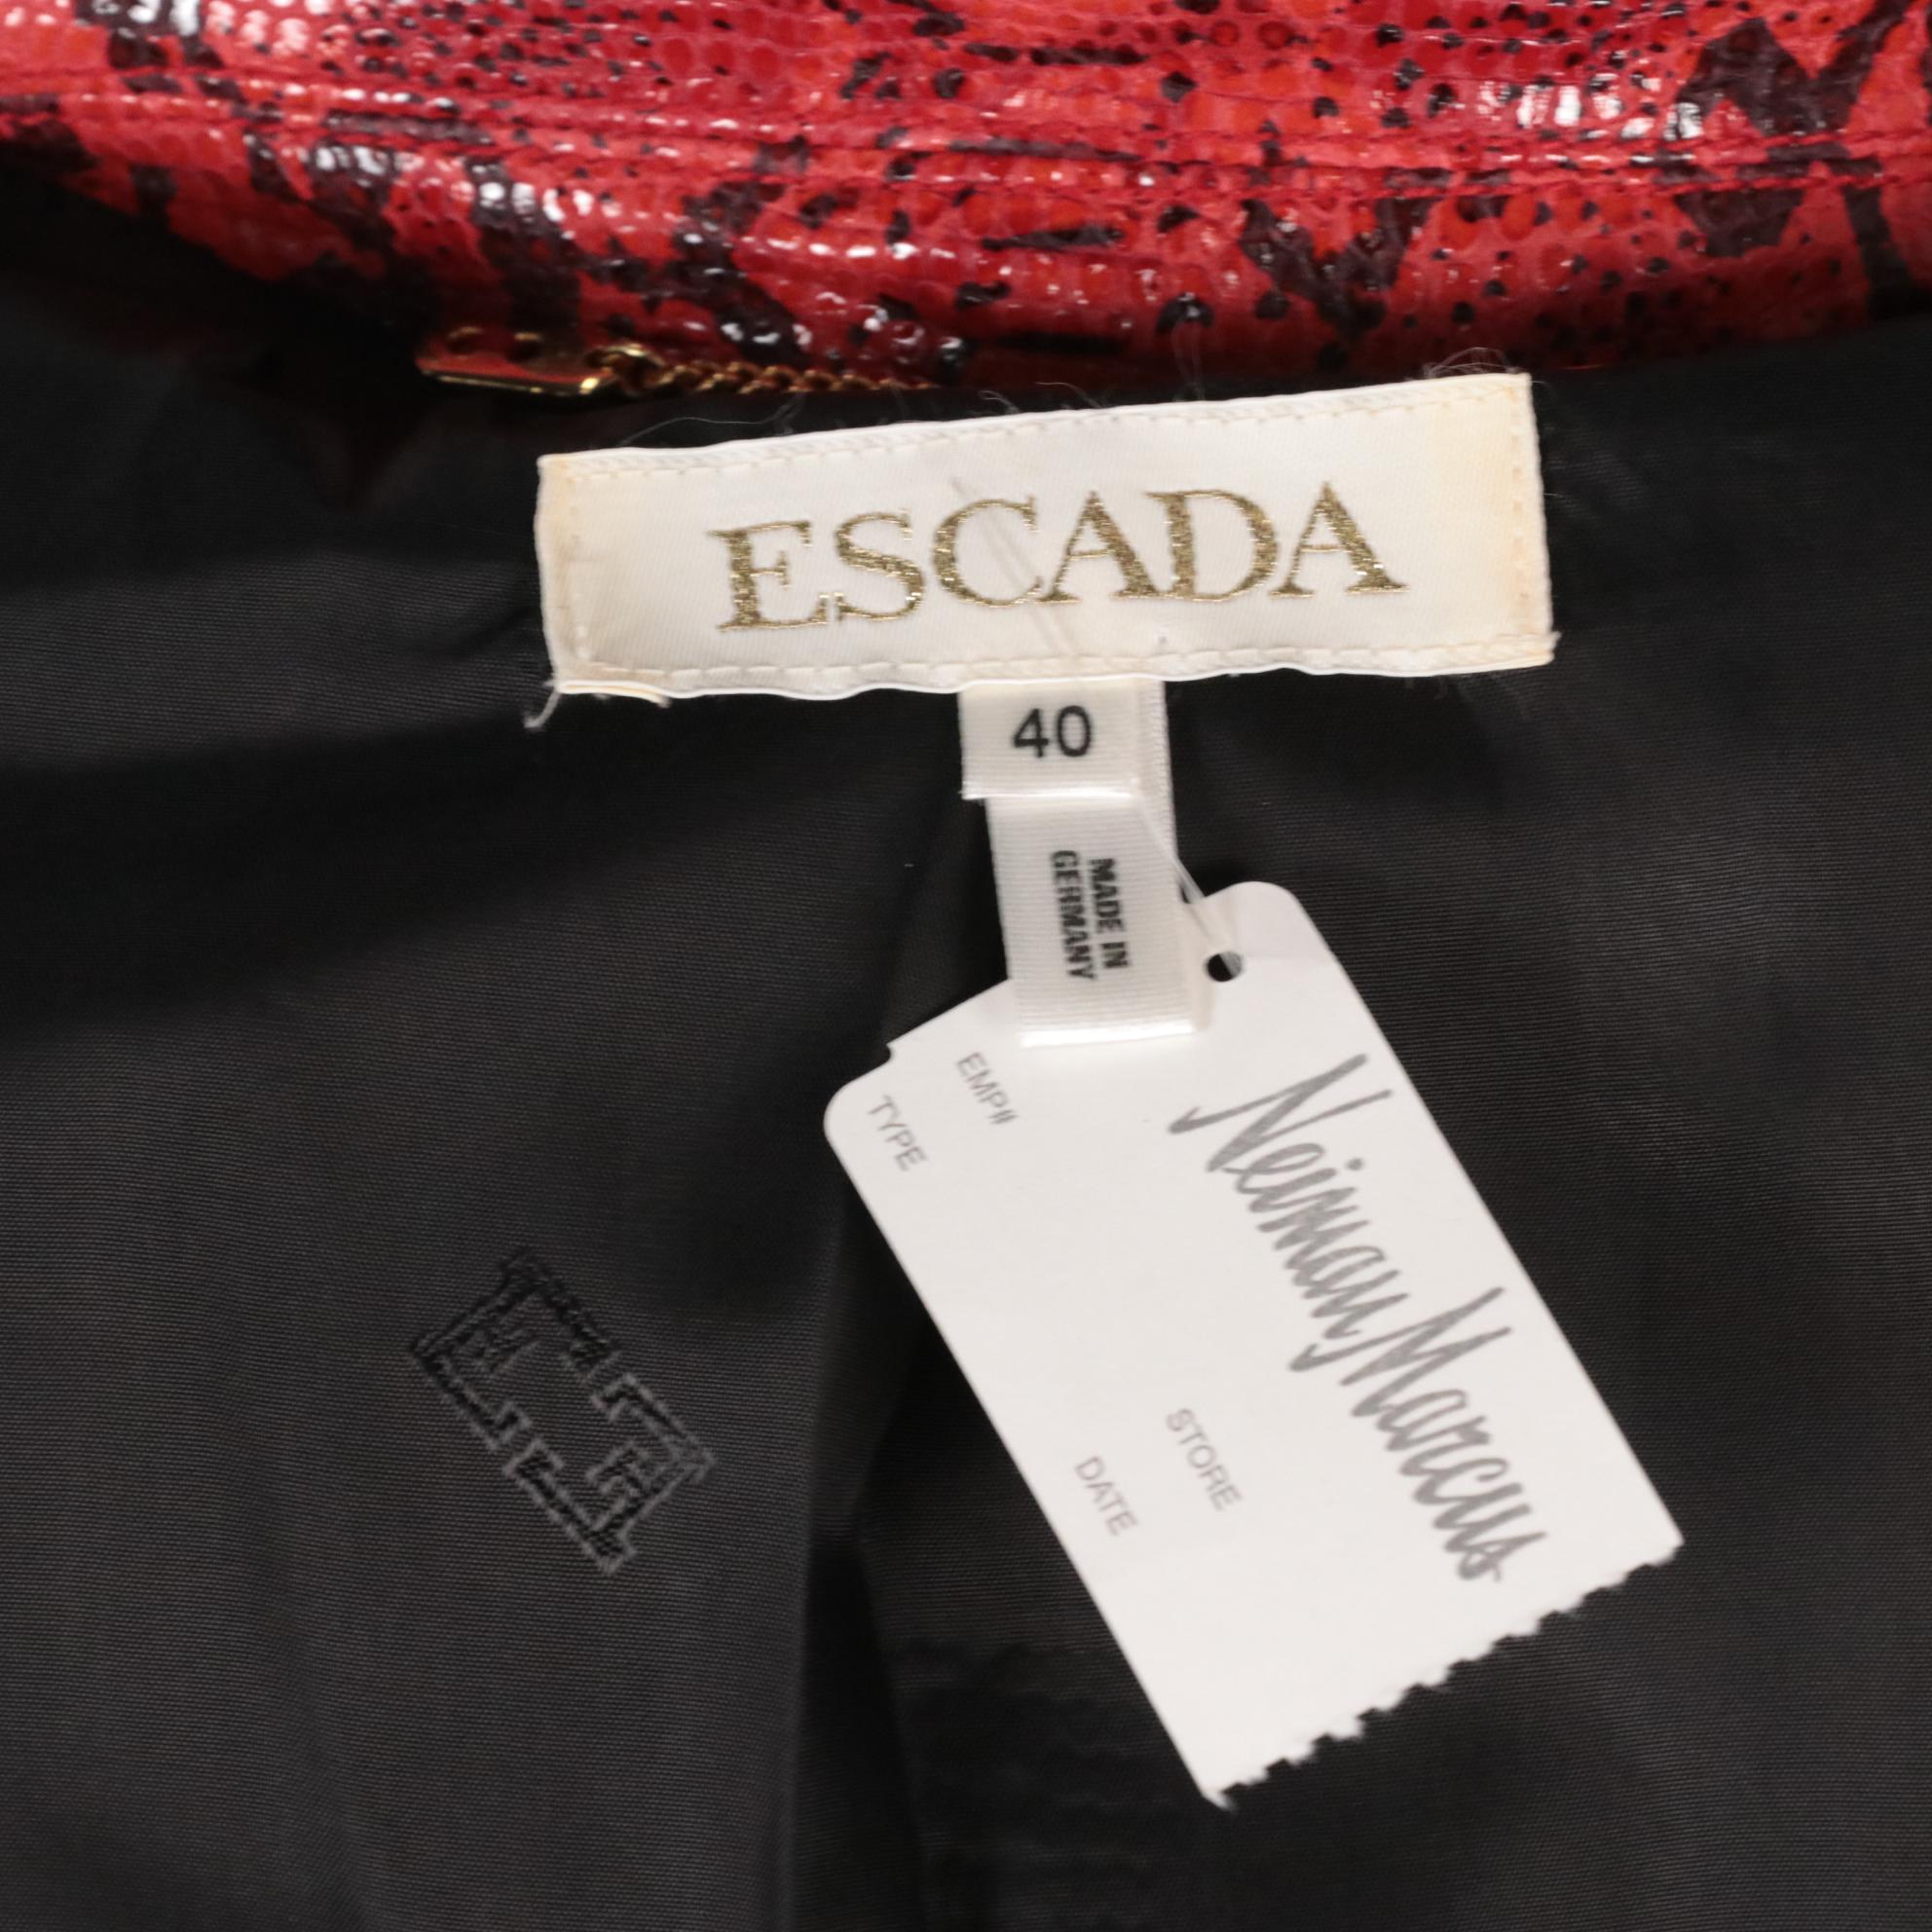 ESCADA
40
MADE IN
GERMANY
Neiman Marcus
EMP#
TYPE
STORE
DATE